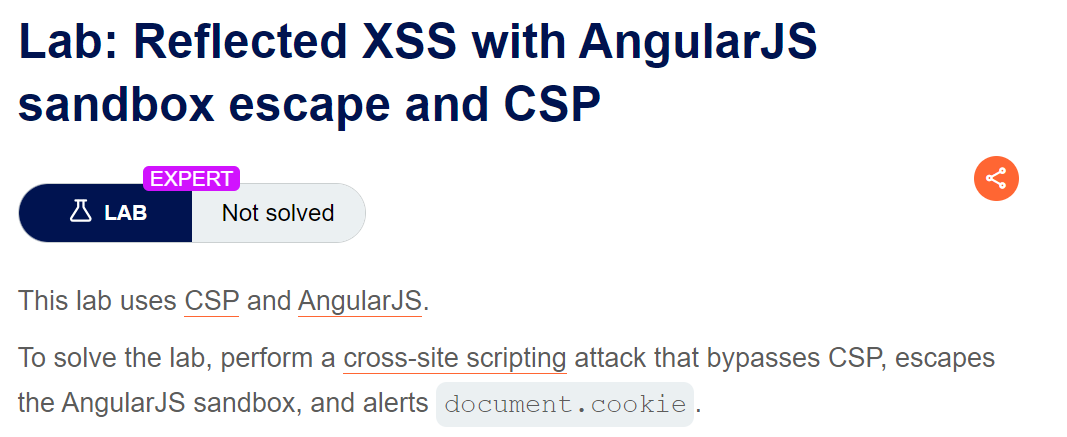 Lab: Reflected XSS with AngularJS
sandbox escape and CSP
EXPERT
LAB
Not solved
This lab uses CSP and AngularJS.
To solve the lab, perform a cross-site scripting attack that bypasses CSP, escapes
the AngularJS sandbox, and alerts document.cookie.